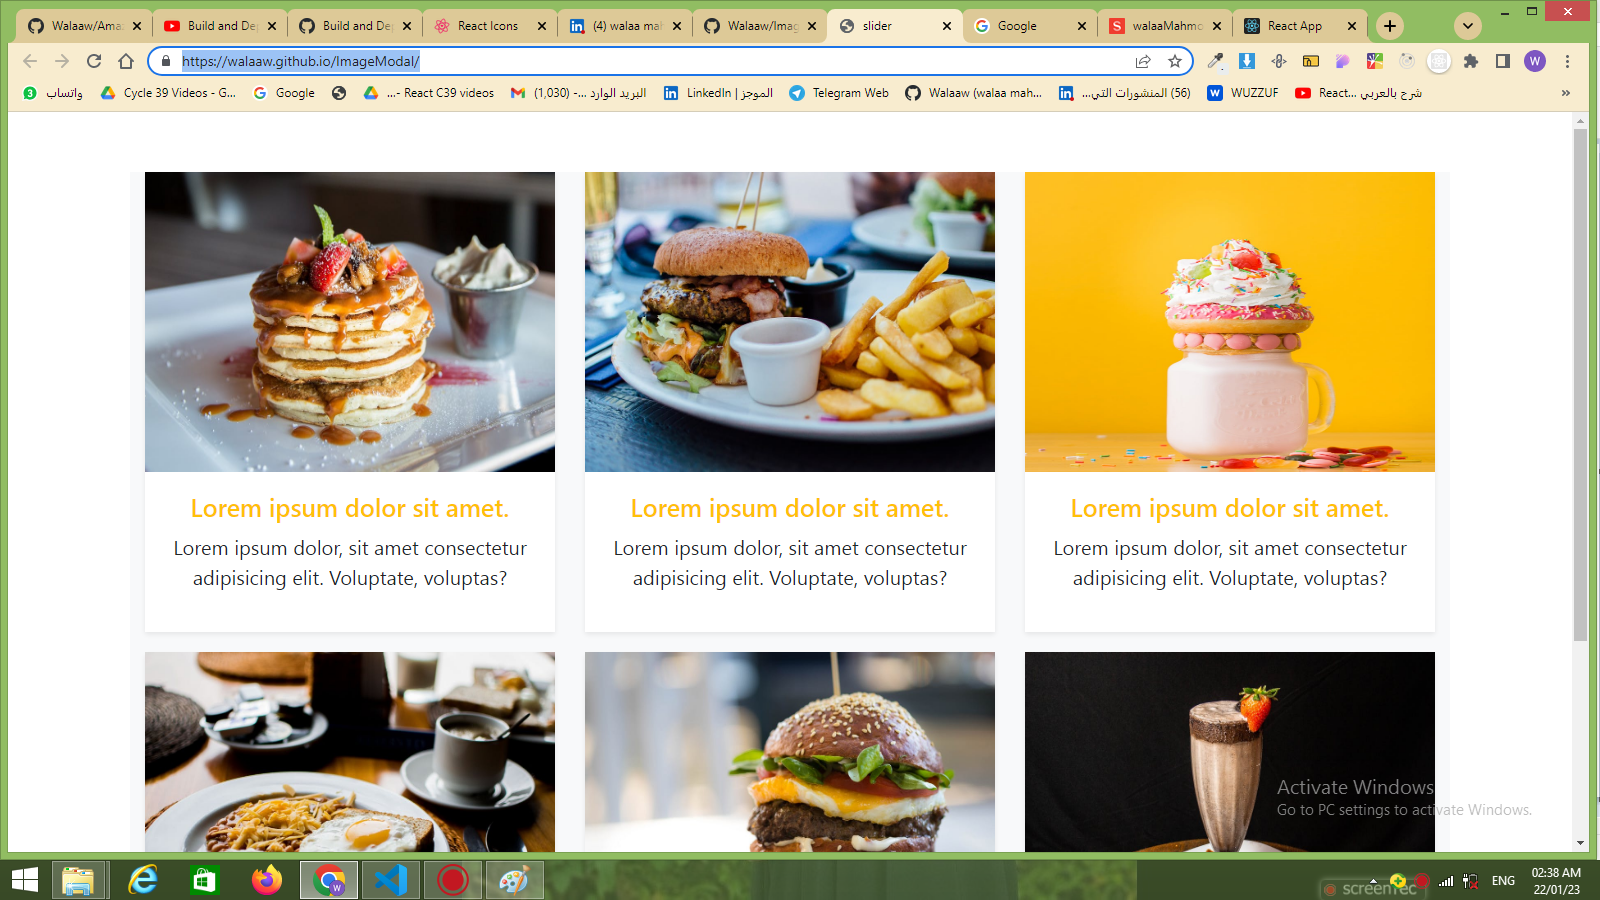 Walaaw/Ama
Build and De
Build and De
React Icons
(4) walaa mah
Walaaw/Imag
slider
Google
walaaMahmo
React App
https://walaaw.github.io/ImageModal/
W
3 واتساب
Cycle 39 Videos - G...
Google
...- React C39 videos
البريد الوارد ...- (1,030)
الموجز | LinkedIn
Telegram Web
Walaaw (walaa mah...
(56) المنشورات التي...
W WUZZUF
شرح بالعربي ...React
»
Lorem ipsum dolor sit amet.
Lorem ipsum dolor, sit amet consectetur
adipisicing elit. Voluptate, voluptas?
Lorem ipsum dolor sit amet.
Lorem ipsum dolor, sit amet consectetur
adipisicing elit. Voluptate, voluptas?
Lorem ipsum dolor sit amet.
Lorem ipsum dolor, sit amet consectetur
adipisicing elit. Voluptate, voluptas?
Activate Windows
Go to PC settings to activate Windows.
ENG
02:38 AM
22/01/23
screentec